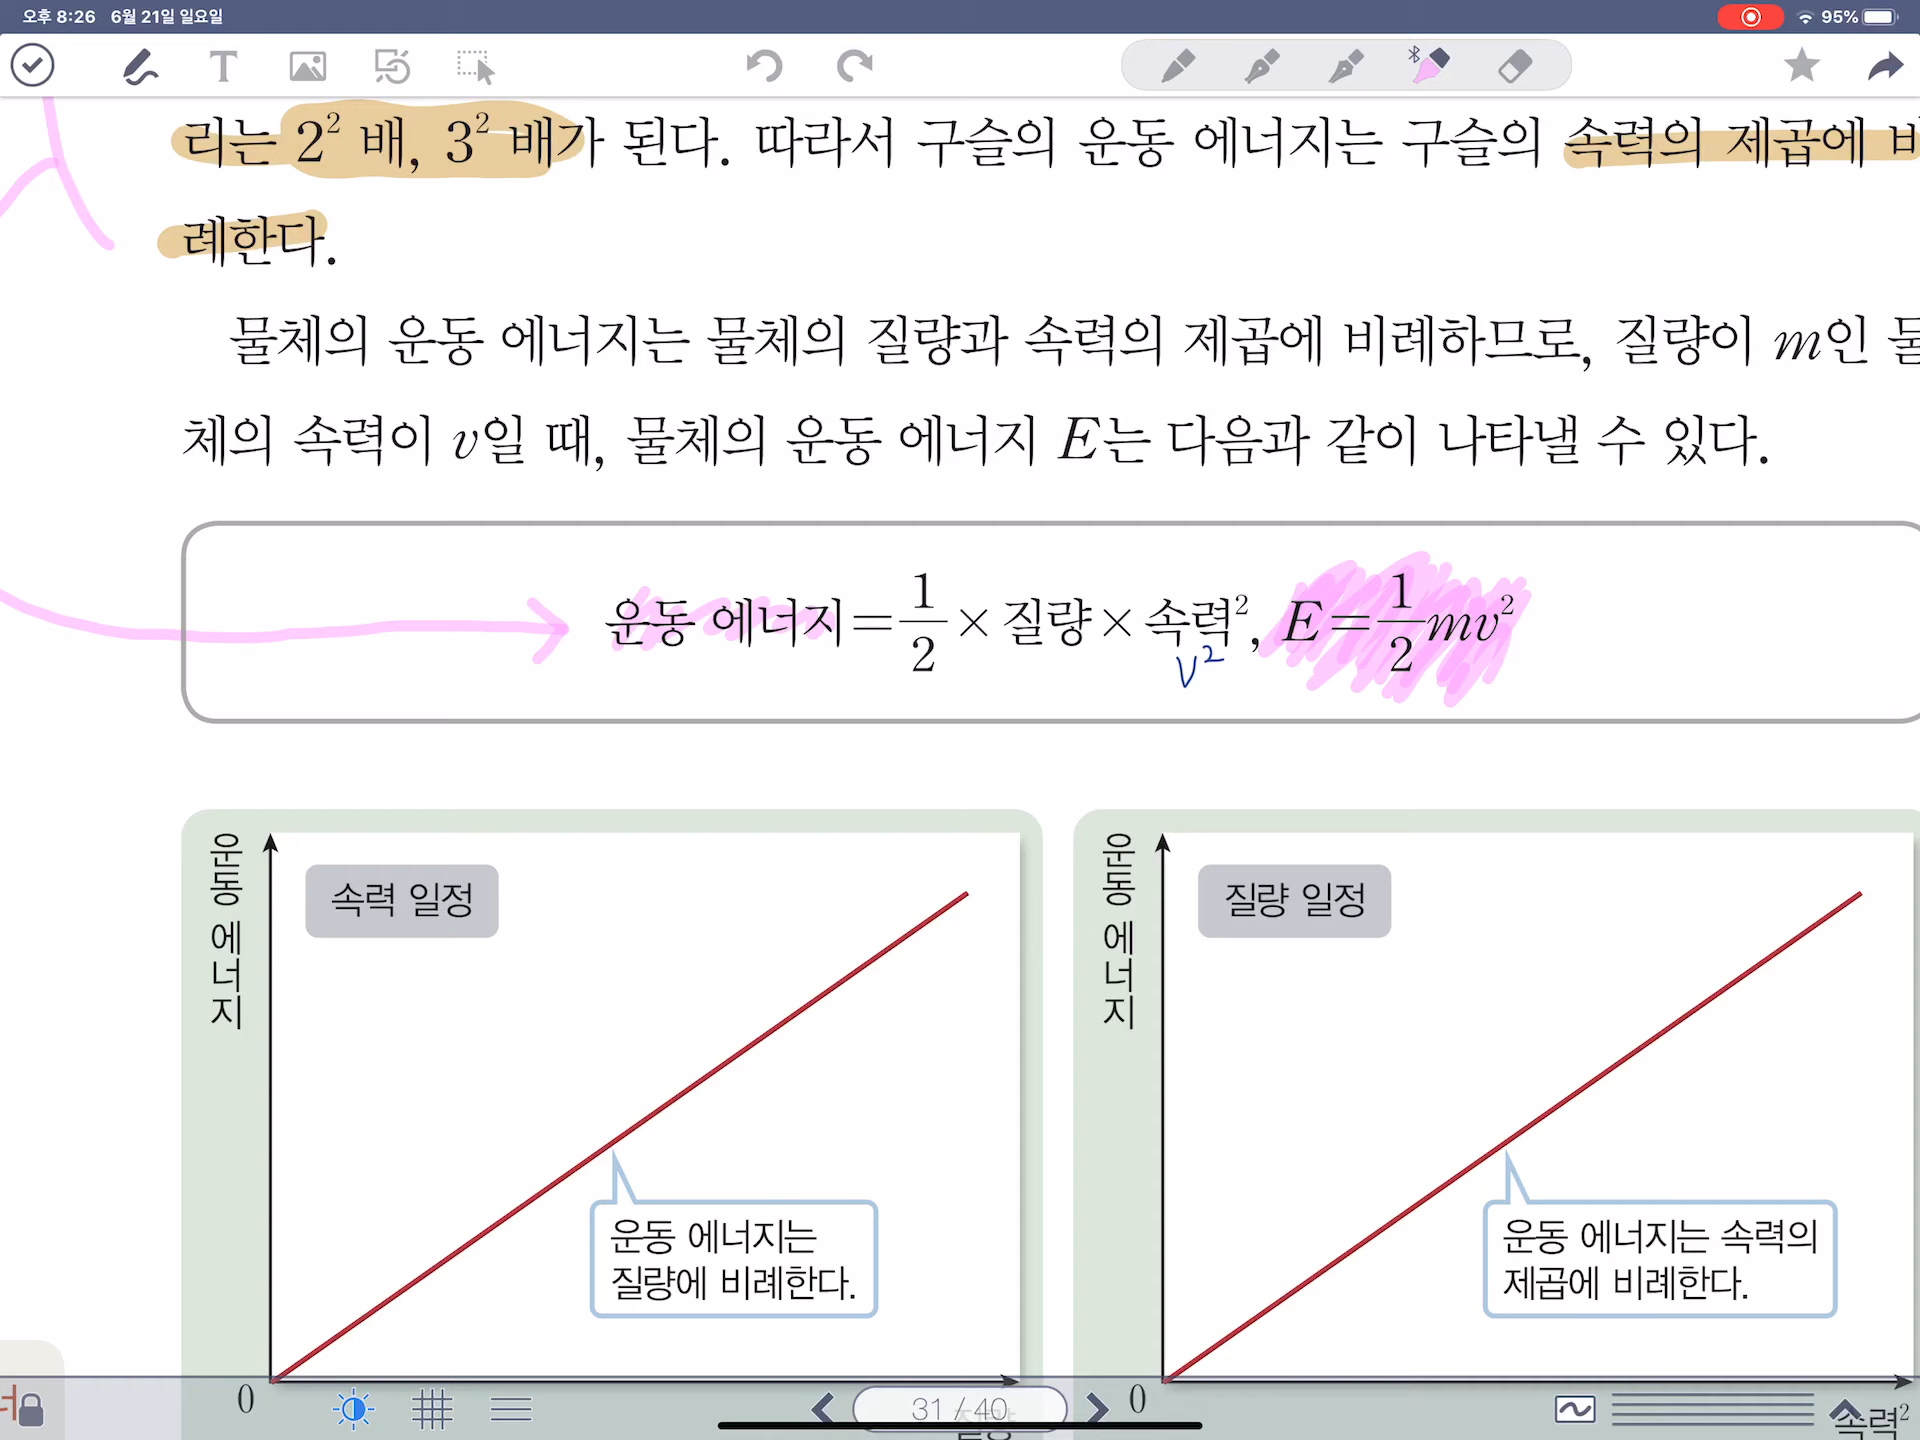 오후 8:26 6월 21일 일요일
95%
리는 2² 배, 3² 배가 된다. 따라서 구슬의 운동 에너지는 구슬의 속력의 제곱에 비
례한다.
물체의 운동 에너지는 물체의 질량과 속력의 제곱에 비례하므로, 질량이 m인 물
체의 속력이 v일 때, 물체의 운동 에너지 E는 다음과 같이 나타낼 수 있다.
운동 에너지=1/2×질량×속력², E=1/2mv²
v²
운동 에너지
속력 일정
운동 에너지는
질량에 비례한다.
0
질량
운동 에너지
질량 일정
운동 에너지는 속력의
제곱에 비례한다.
0
속력²
31 / 40